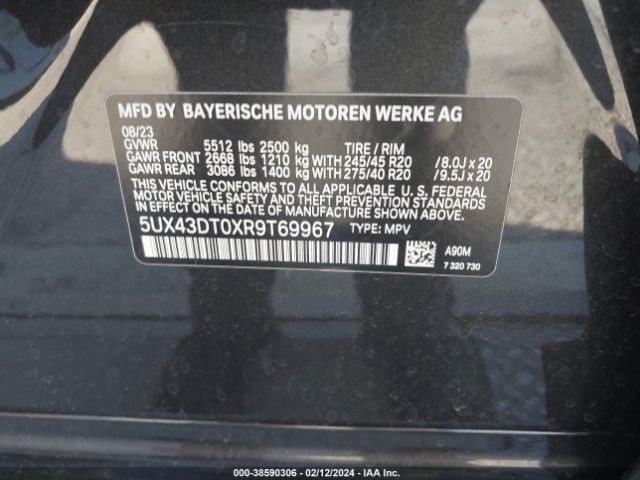 MFD BY BAYERISCHE MOTOREN WERKE AG
08/23
GVWR 5512 lbs 2500 kg TIRE / RIM
GAWR FRONT 2668 lbs 1210 kg WITH 245/45 R20 /8.0J x 20
GAWR REAR 3086 lbs 1400 kg WITH 275/40 R20 /9.5J x 20
THIS VEHICLE CONFORMS TO ALL APPLICABLE U. S. FEDERAL
MOTOR VEHICLE SAFETY AND THEFT PREVENTION STANDARDS
IN EFFECT ON THE DATE OF MANUFACTURE SHOWN ABOVE.
5UX43DT0XR9T69967 TYPE: MPV
A90M
7 320 730
000-38590306 - 02/12/2024 - IAA Inc.